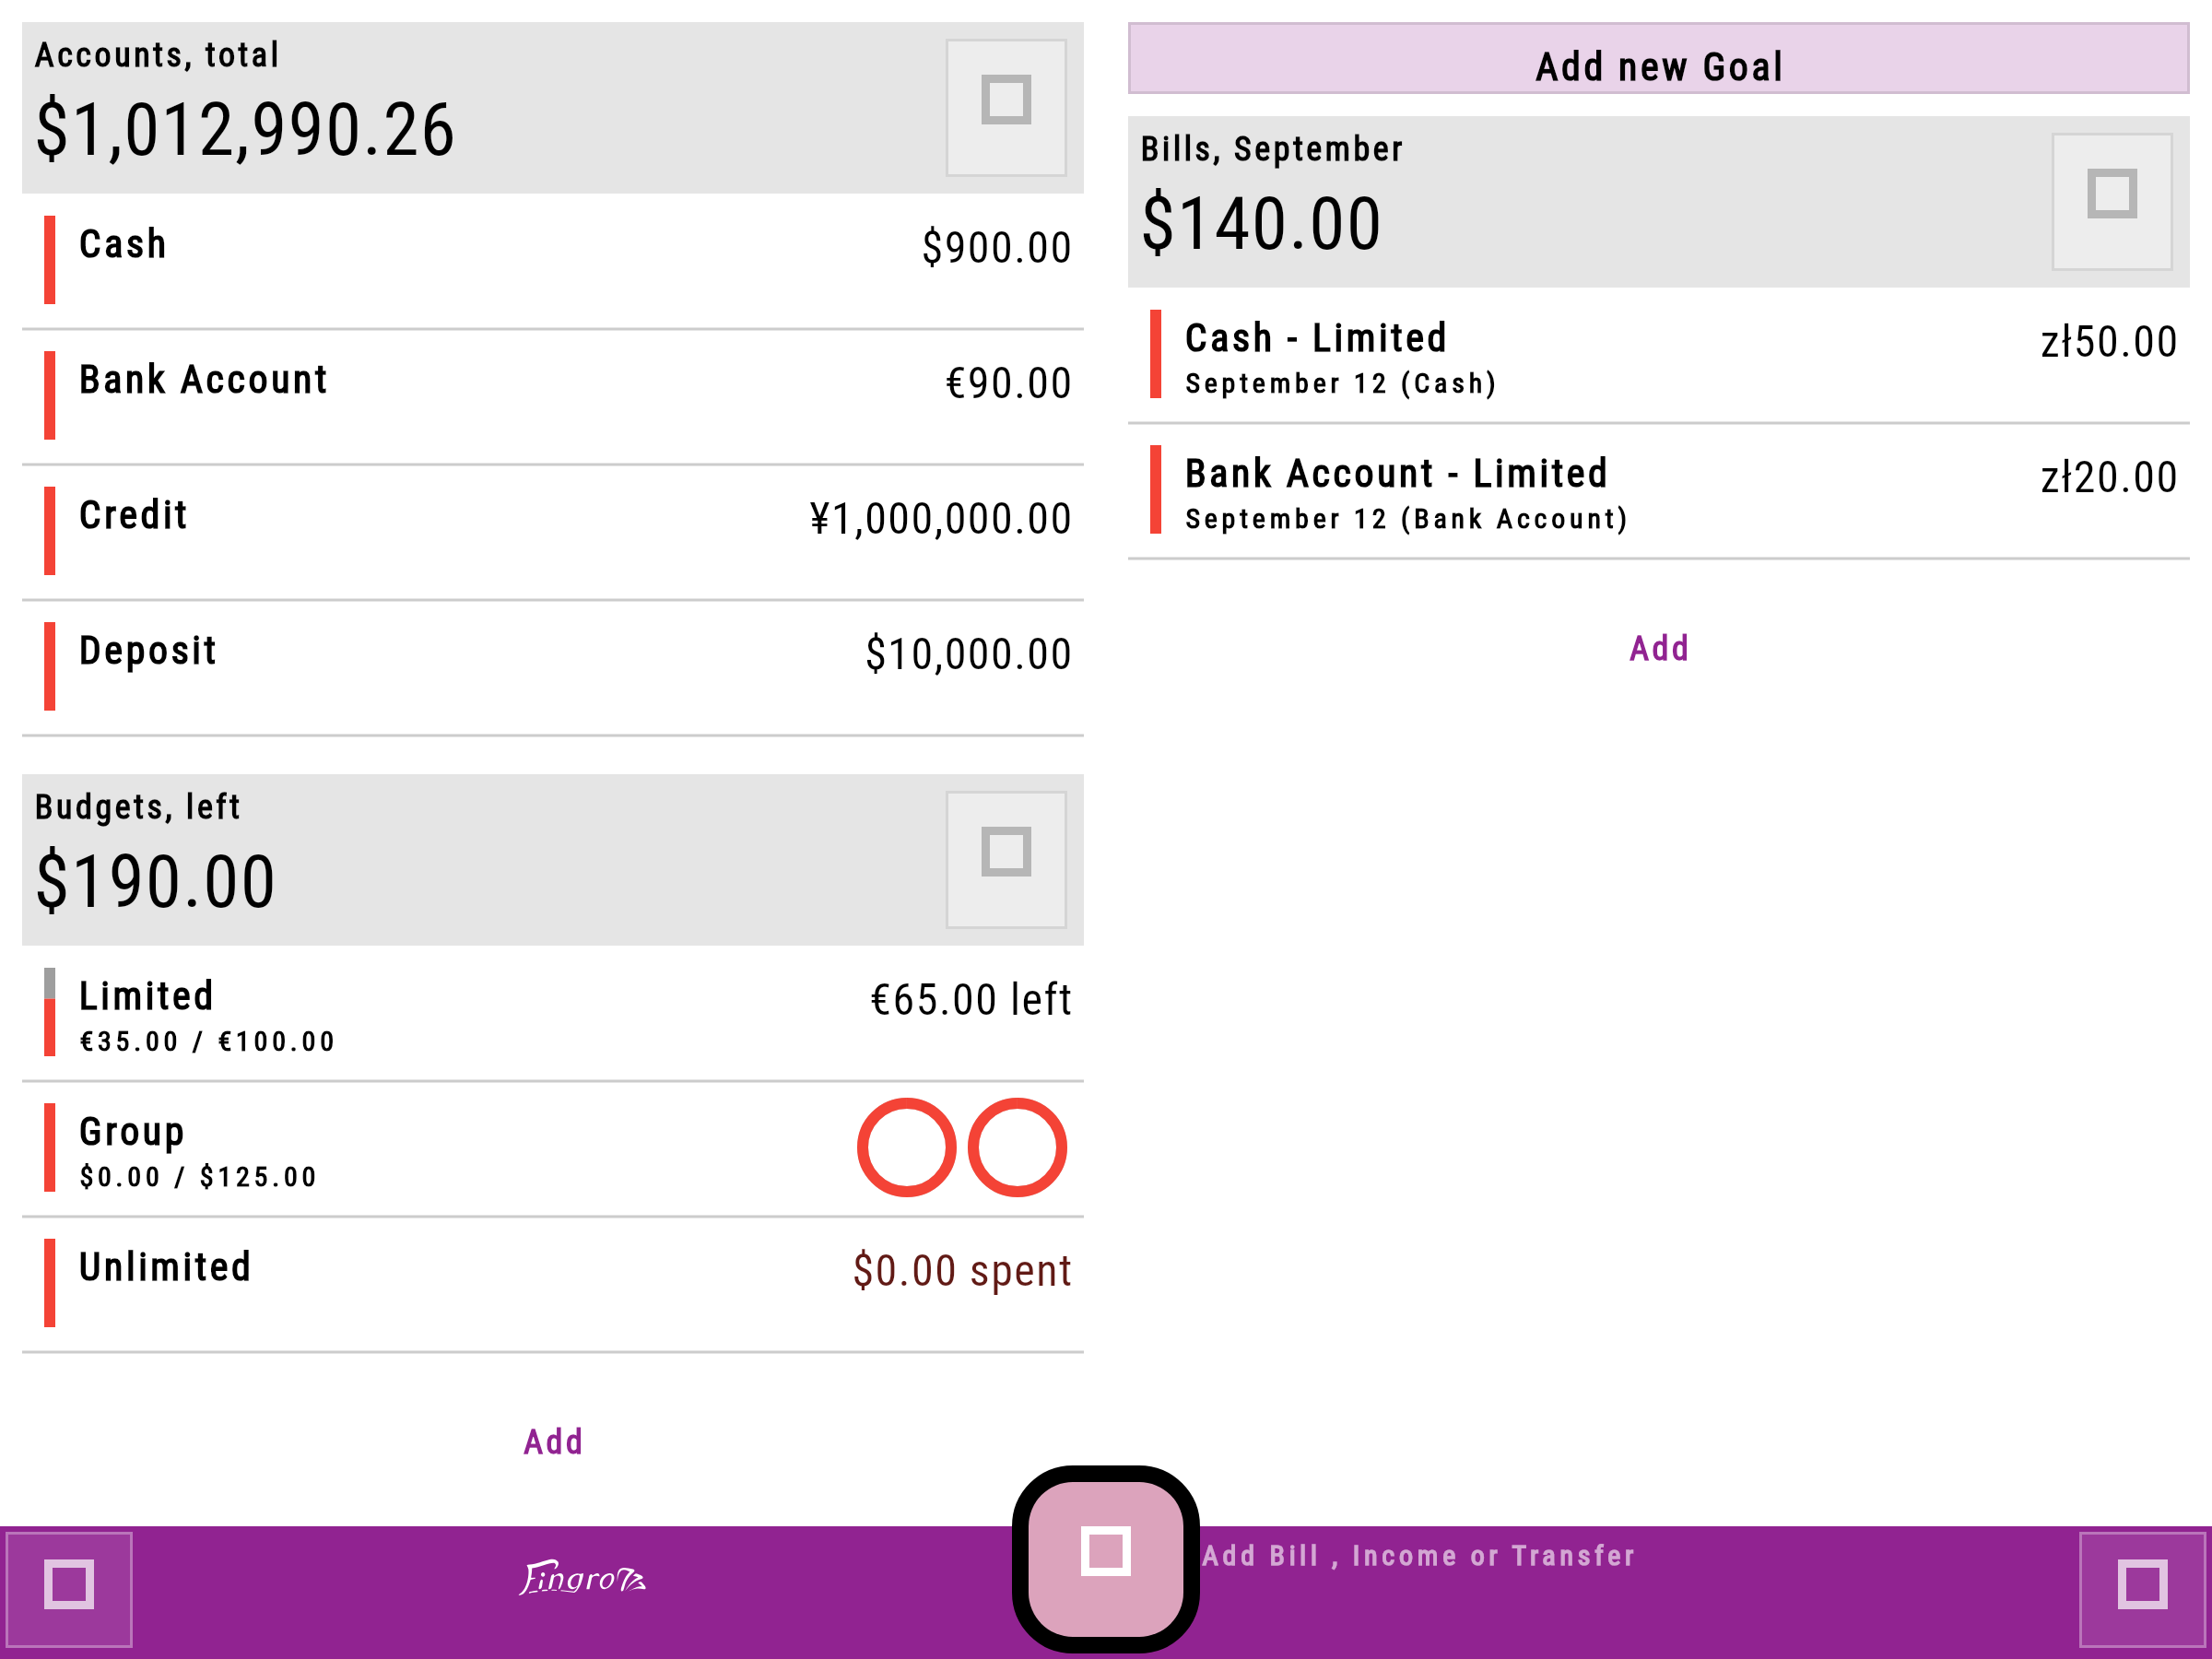 Accounts, total
$1,012,990.26
Cash
$900.00
Bank Account
€90.00
Credit
¥1,000,000.00
Deposit
$10,000.00
Budgets, left
$190.00
Limited
€65.00 left
€35.00 / €100.00
Group
$0.00 / $125.00
Unlimited
$0.00 spent
Add
Add new Goal
Bills, September
$140.00
Cash - Limited
zł50.00
September 12 (Cash)
Bank Account - Limited
zł20.00
September 12 (Bank Account)
Add
Fingro
Add Bill , Income or Transfer